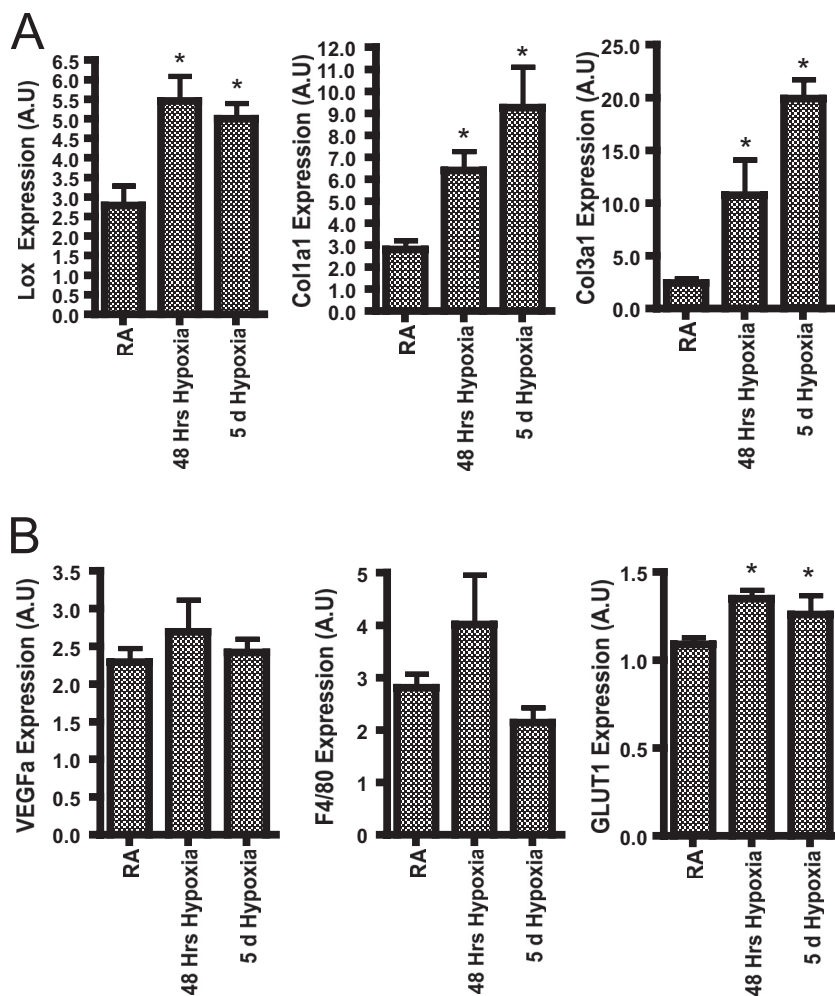 A
Lox Expression (A.U)
6.5
6.0
5.5
5.0
4.5
4.0
3.5
3.0
2.5
2.0
1.5
1.0
0.5
0.0
*
*
RA
48 Hrs Hypoxia
5 d Hypoxia
Col1a1 Expression (A.U)
12.0
11.0
10.0
9.0
8.0
7.0
6.0
5.0
4.0
3.0
2.0
1.0
0.0
*
*
RA
48 Hrs Hypoxia
5 d Hypoxia
Col3a1 Expression (A.U)
25.0
20.0
15.0
10.0
5.0
0.0
*
*
RA
48 Hrs Hypoxia
5 d Hypoxia
B
VEGFa Expression (A.U)
3.5
3.0
2.5
2.0
1.5
1.0
0.5
0.0
RA
48 Hrs Hypoxia
5 d Hypoxia
F4/80 Expression (A.U)
5
4
3
2
1
0
RA
48 Hrs Hypoxia
5 d Hypoxia
GLUT1 Expression (A.U)
1.5
1.0
0.5
0.0
*
*
RA
48 Hrs Hypoxia
5 d Hypoxia